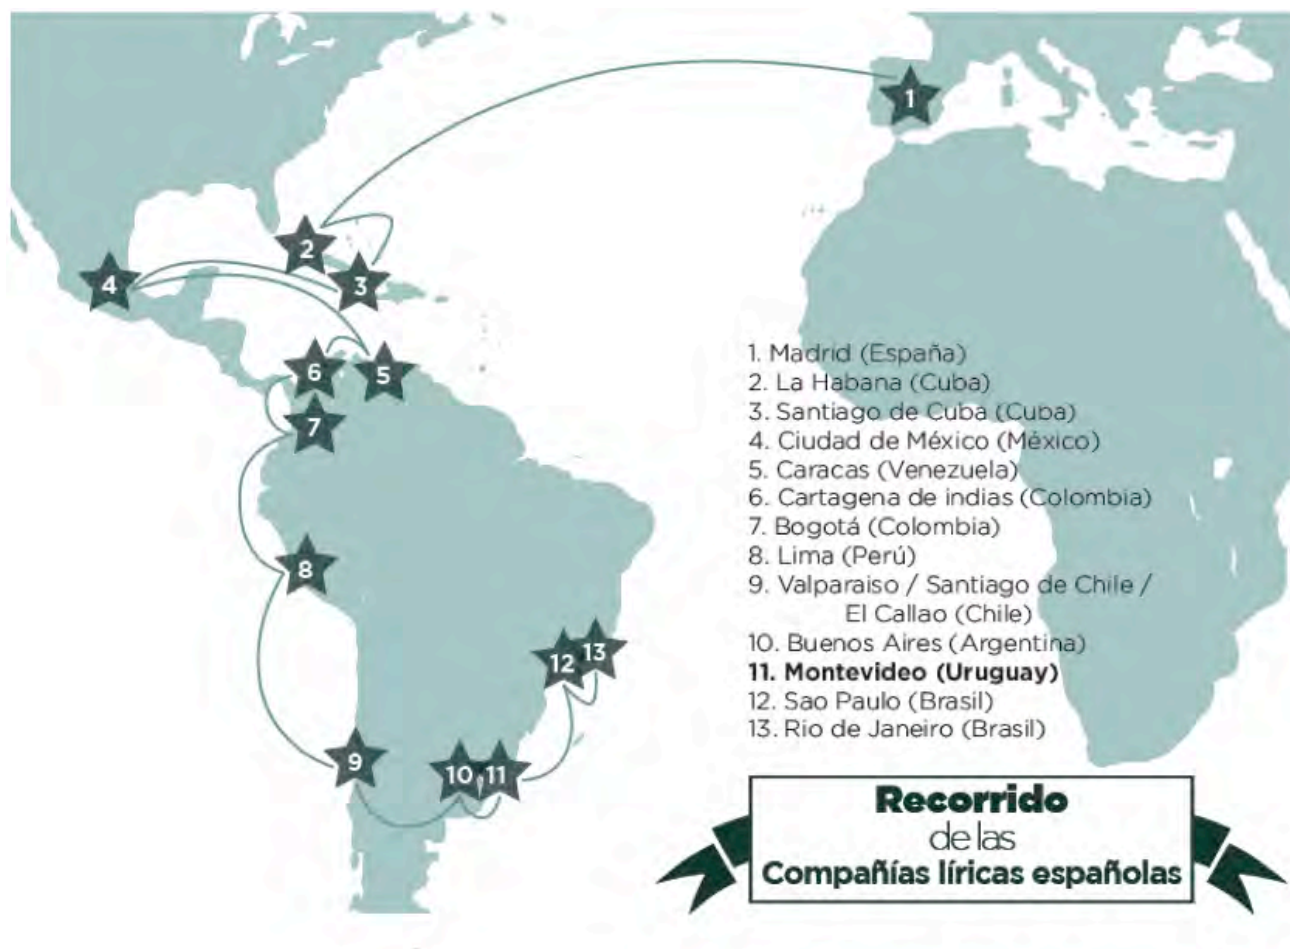 1
2
3
4
5
6
7
8
9
10
11
12
13
1. Madrid (España)
2. La Habana (Cuba)
3. Santiago de Cuba (Cuba)
4. Ciudad de México (México)
5. Caracas (Venezuela)
6. Cartagena de indias (Colombia)
7. Bogotá (Colombia)
8. Lima (Perú)
9. Valparaiso / Santiago de Chile /
El Callao (Chile)
10. Buenos Aires (Argentina)
11. Montevideo (Uruguay)
12. Sao Paulo (Brasil)
13. Rio de Janeiro (Brasil)
Recorrido
de las
Compañías líricas españolas